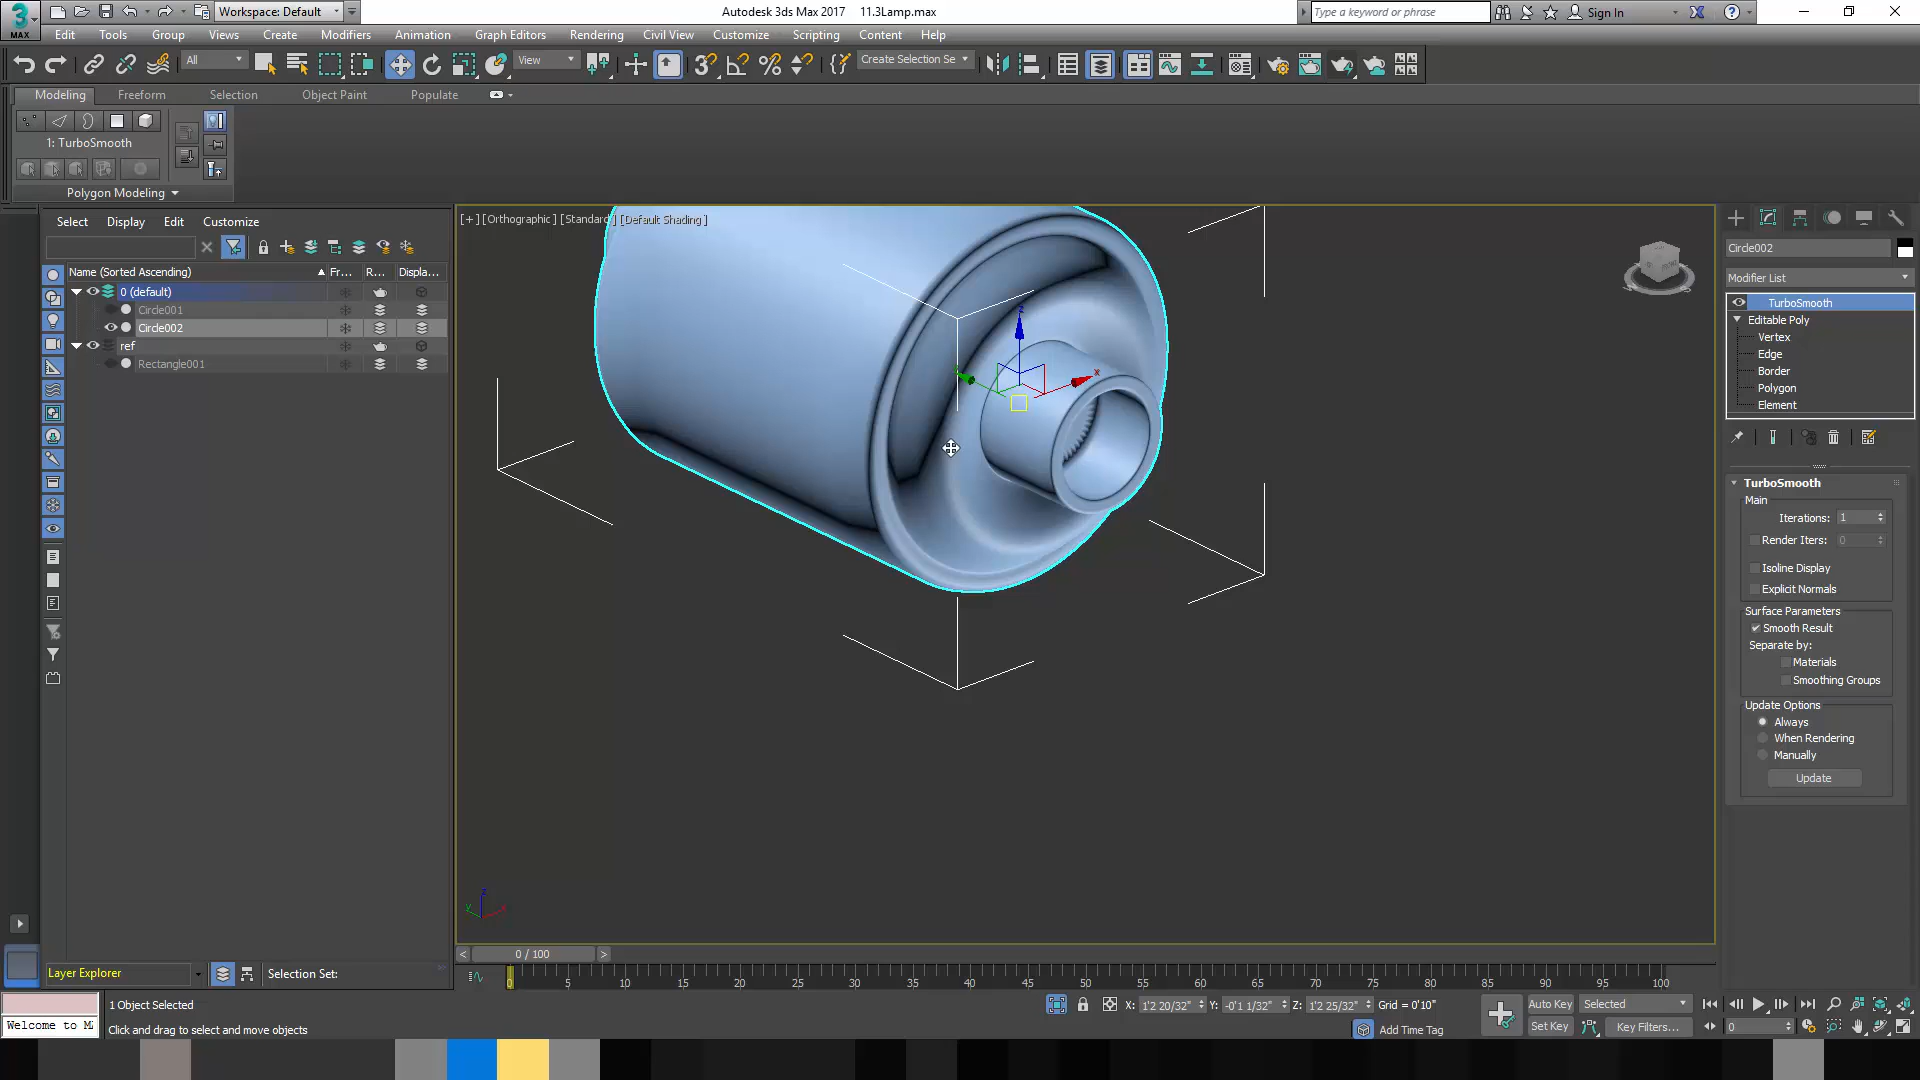 Workspace: Default
Autodesk 3ds Max 2017 11.3Lamp.max
Type a keyword or phrase
Sign In
MAX
Edit Tools Group Views Create Modifiers Animation Graph Editors Rendering Civil View Customize Scripting Content Help
All
View
Create Selection Se
Modeling Freeform Selection Object Paint Populate
1: TurboSmooth
Polygon Modeling
Select Display Edit Customize
[+] [Orthographic] [Standard] [Default Shading]
Name (Sorted Ascending) Fr... R... Displa...
0 (default)
Circle001
Circle002
ref
Rectangle001
Circle002
Modifier List
TurboSmooth
Editable Poly
Vertex
Edge
Border
Polygon
Element
TurboSmooth
Main
Iterations: 1
Render Iters: 0
Isoline Display
Explicit Normals
Surface Parameters
Smooth Result
Separate by:
Materials
Smoothing Groups
Update Options
Always
When Rendering
Manually
Update
x
z
0 / 100
Layer Explorer
Selection Set:
0 5 10 15 20 25 30 35 40 45 50 55 60 65 70 75 80 85 90 95 100
1 Object Selected
X: 1'2 20/32" Y: -0'1 1/32" Z: 1'2 25/32" Grid = 0'10"
Auto Key Selected
Welcome to M
Click and drag to select and move objects
Add Time Tag
Set Key Key Filters... 0